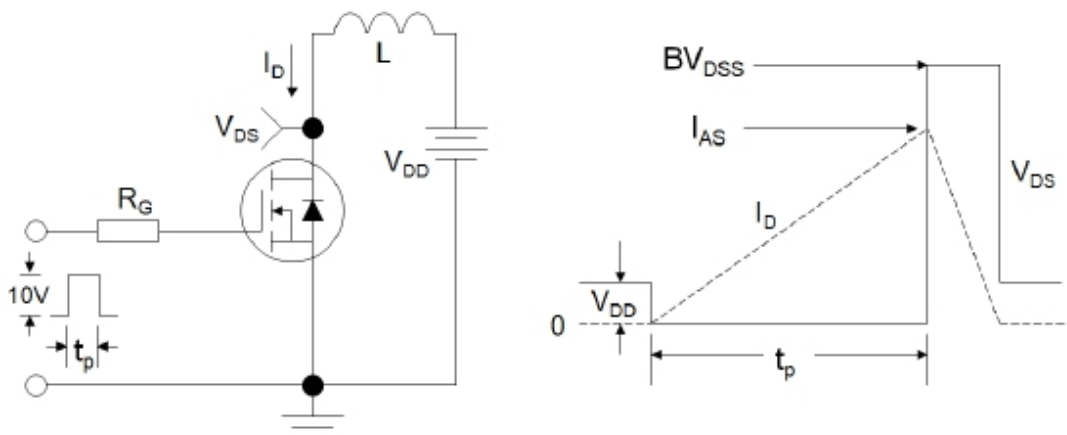 I_D
L
V_DS
V_DD
R_G
10V
t_p
BV_DSS
I_AS
V_DS
I_D
V_DD
0
t_p